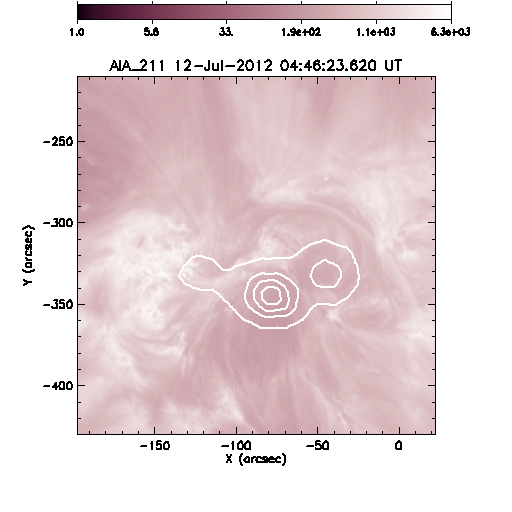 1.0 5.8 33. 1.9e+02 1.1e+03 6.3e+03
AIA_211 12-Jul-2012 04:46:23.620 UT
-250
-300
-350
-400
Y (arcsec)
-150 -100 -50 0
X (arcsec)